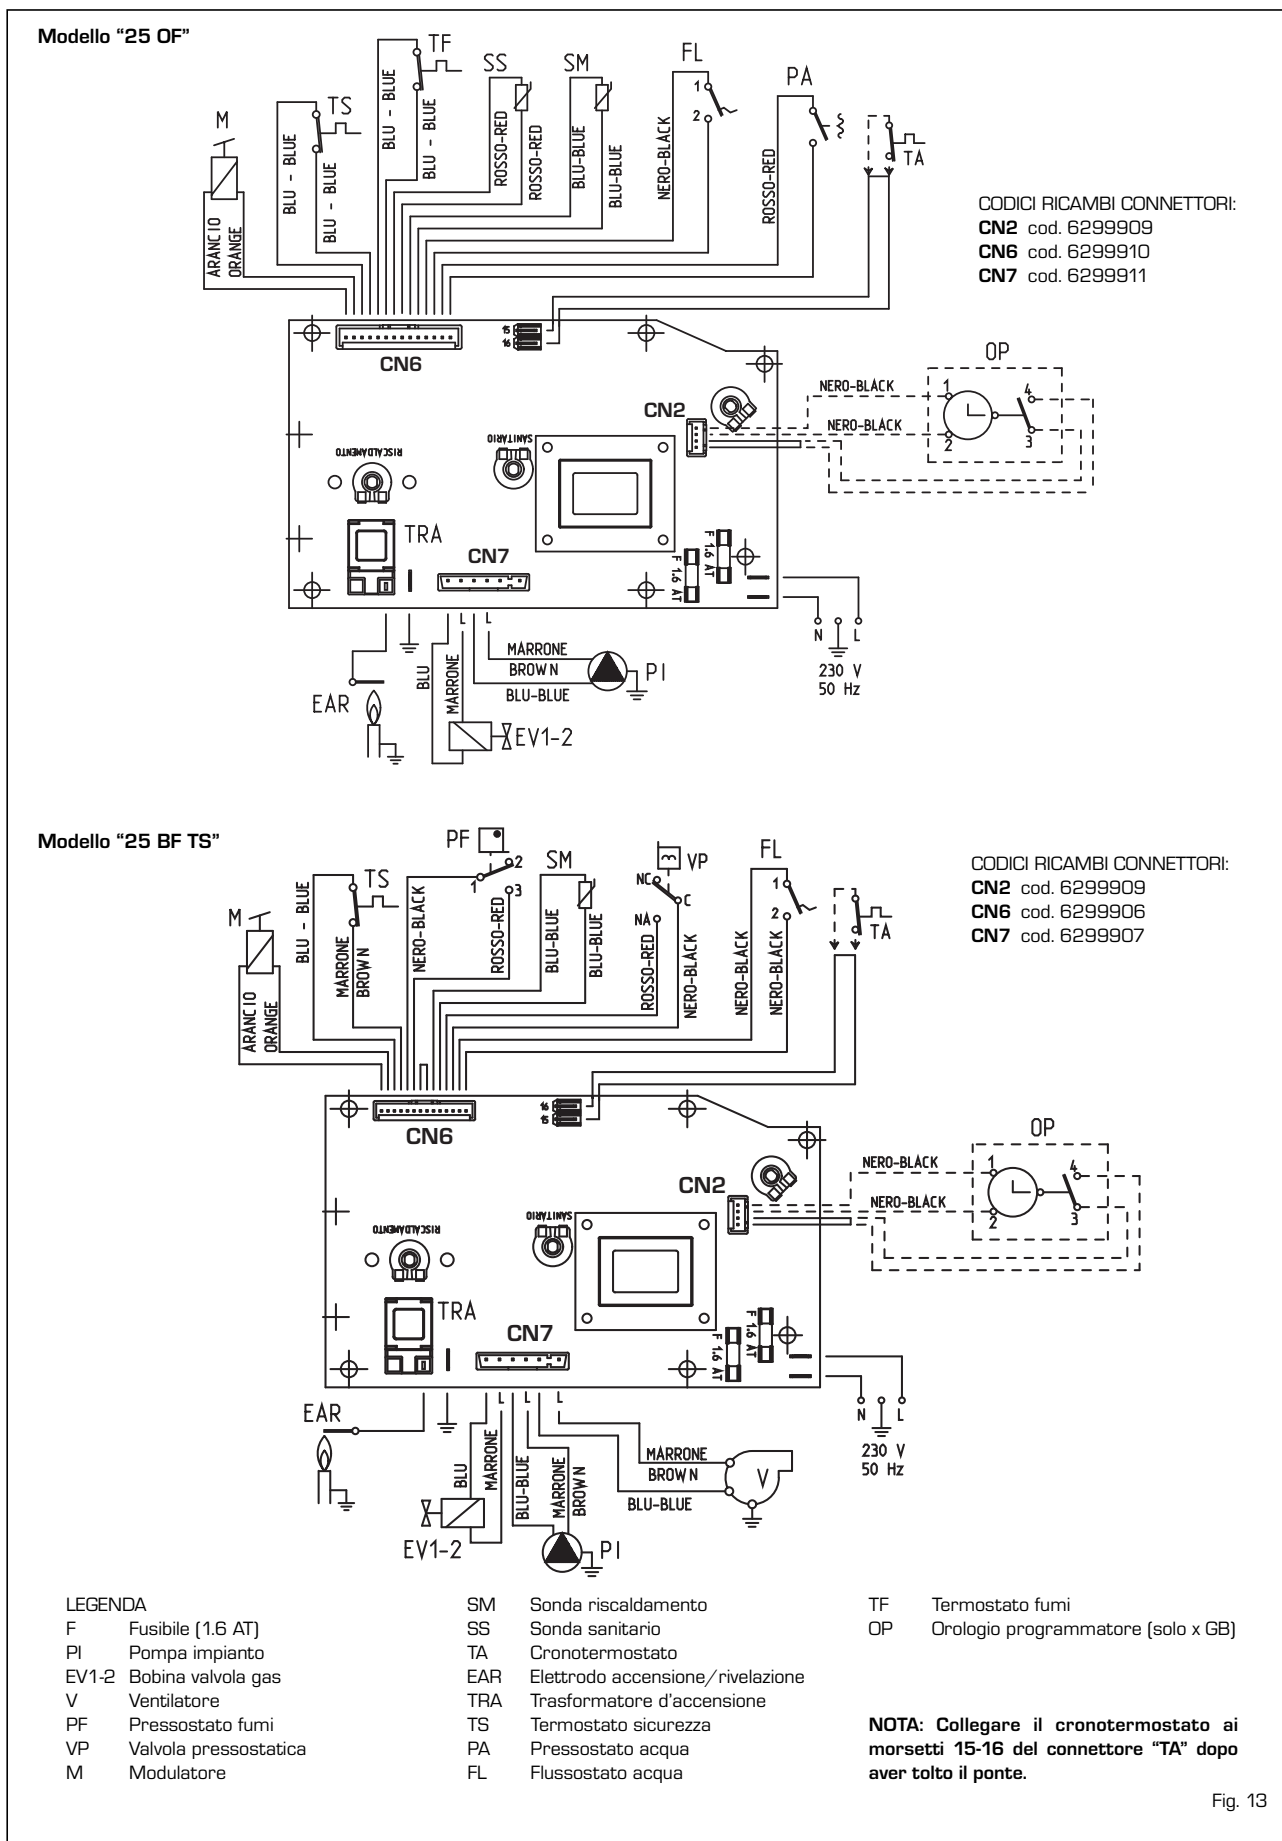 Modello “25 OF”
TF
SS
SM
FL
PA
TS
M
TA
1
2
BLU - BLUE
BLU - BLUE
BLU - BLUE
BLU - BLUE
ROSSO-RED
ROSSO-RED
BLU-BLUE
BLU-BLUE
NERO-BLACK
ROSSO-RED
ARANCIO
ORANGE
CODICI RICAMBI CONNETTORI:
CN2 cod. 6299909
CN6 cod. 6299910
CN7 cod. 6299911
15
16
CN6
OP
NERO-BLACK
NERO-BLACK
1
2
4
3
CN2
SANITÀRIO
RISCALDAMENTO
TRA
CN7
F 1.6 AT
F 1.6 AT
L
L
N
L
230 V
50 Hz
MARRONE
BROWN
BLU-BLUE
PI
BLU
MARRONE
EAR
EV1-2
Modello “25 BF TS”
PF
SM
VP
FL
TS
M
TA
1
2
3
NC
C
NA
1
2
BLU - BLUE
MARRONE
BROWN
NERO-BLACK
ROSSO-RED
BLU-BLUE
BLU-BLUE
ROSSO-RED
NERO-BLACK
NERO-BLACK
NERO-BLACK
ARANCIO
ORANGE
CODICI RICAMBI CONNETTORI:
CN2 cod. 6299909
CN6 cod. 6299906
CN7 cod. 6299907
16
15
CN6
OP
NERO-BLACK
NERO-BLACK
1
2
4
3
CN2
SANITÀRIO
RISCALDAMENTO
TRA
CN7
F 1.6 AT
F 1.6 AT
L
L
L
N
L
230 V
50 Hz
EAR
BLU
MARRONE
BLU-BLUE
MARRONE
BROWN
MARRONE
BROWN
BLU-BLUE
V
EV1-2
PI
LEGENDA
F Fusibile (1.6 AT)
PI Pompa impianto
EV1-2 Bobina valvola gas
V Ventilatore
PF Pressostato fumi
VP Valvola pressostatica
M Modulatore
SM Sonda riscaldamento
SS Sonda sanitario
TA Cronotermostato
EAR Elettrodo accensione/rivelazione
TRA Trasformatore d’accensione
TS Termostato sicurezza
PA Pressostato acqua
FL Flussostato acqua
TF Termostato fumi
OP Orologio programmatore (solo x GB)
NOTA: Collegare il cronotermostato ai
morsetti 15-16 del connettore “TA” dopo
aver tolto il ponte.
Fig. 13